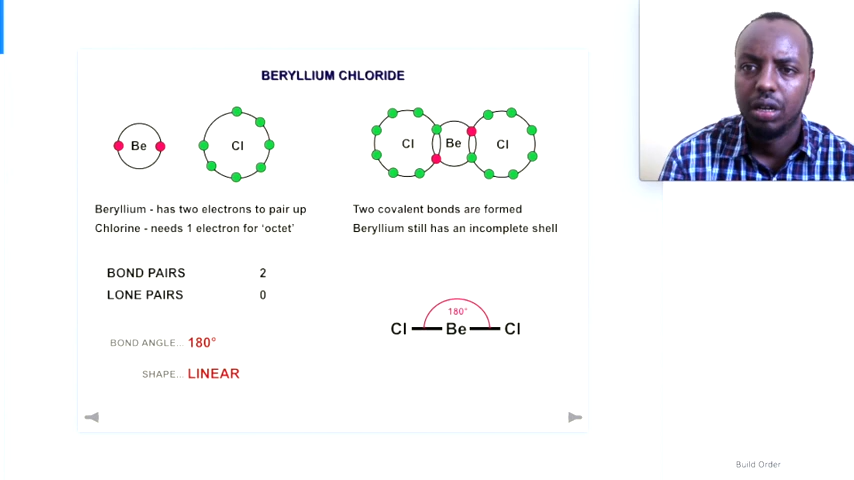 BERYLLIUM CHLORIDE
Be
Cl
Cl
Be
Cl
Beryllium - has two electrons to pair up
Chlorine - needs 1 electron for ‘octet’
Two covalent bonds are formed
Beryllium still has an incomplete shell
BOND PAIRS 2
LONE PAIRS 0
180°
Cl Be Cl
BOND ANGLE... 180°
SHAPE... LINEAR
Build Order